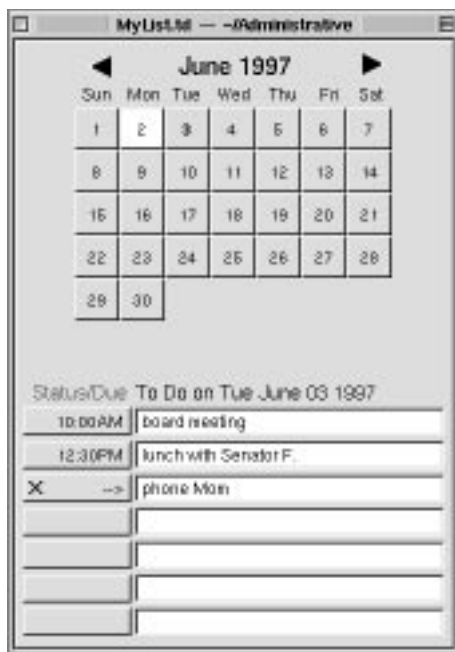 MyList.td — ~/Administrative
June 1997
Sun Mon Tue Wed Thu Fri Sat
1 2 3 4 5 6 7
8 9 10 11 12 13 14
15 16 17 18 19 20 21
22 23 24 25 26 27 28
29 30
Status/Due To Do on Tue June 03 1997
10:00AM board meeting
12:30PM lunch with Senator F.
X --> phone Mom